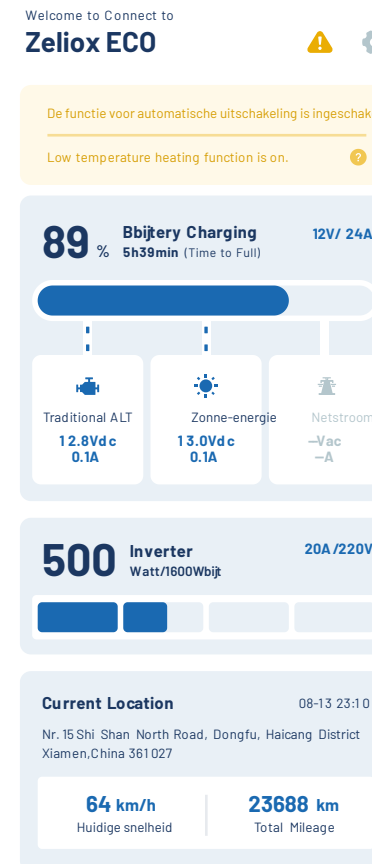 Welcome to Connect to
Zeliox ECO
De functie voor automatische uitschakeling is ingeschak
Low temperature heating function is on.
?
89 % Bbijtery Charging 12V/ 24A
5h39min (Time to Full)
Traditional ALT Zonne-energie Netstroom
12.8Vdc 13.0Vdc --Vac
0.1A 0.1A --A
500 Inverter 20A/220V
Watt/1600Wbijt
Current Location 08-13 23:10
Nr. 15 Shi Shan North Road, Dongfu, Haicang District
Xiamen,China 361027
64 km/h 23688 km
Huidige snelheid Total Mileage